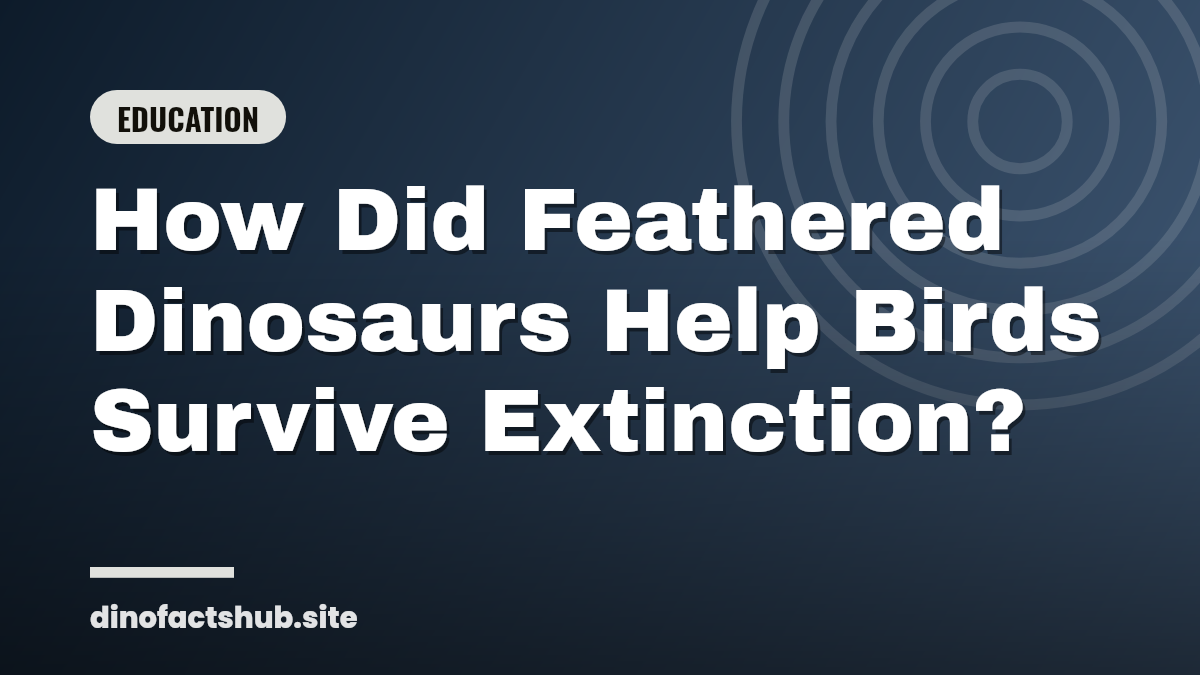 EDUCATION
How Did Feathered
Dinosaurs Help Birds
Survive Extinction?
dinofactshub.site